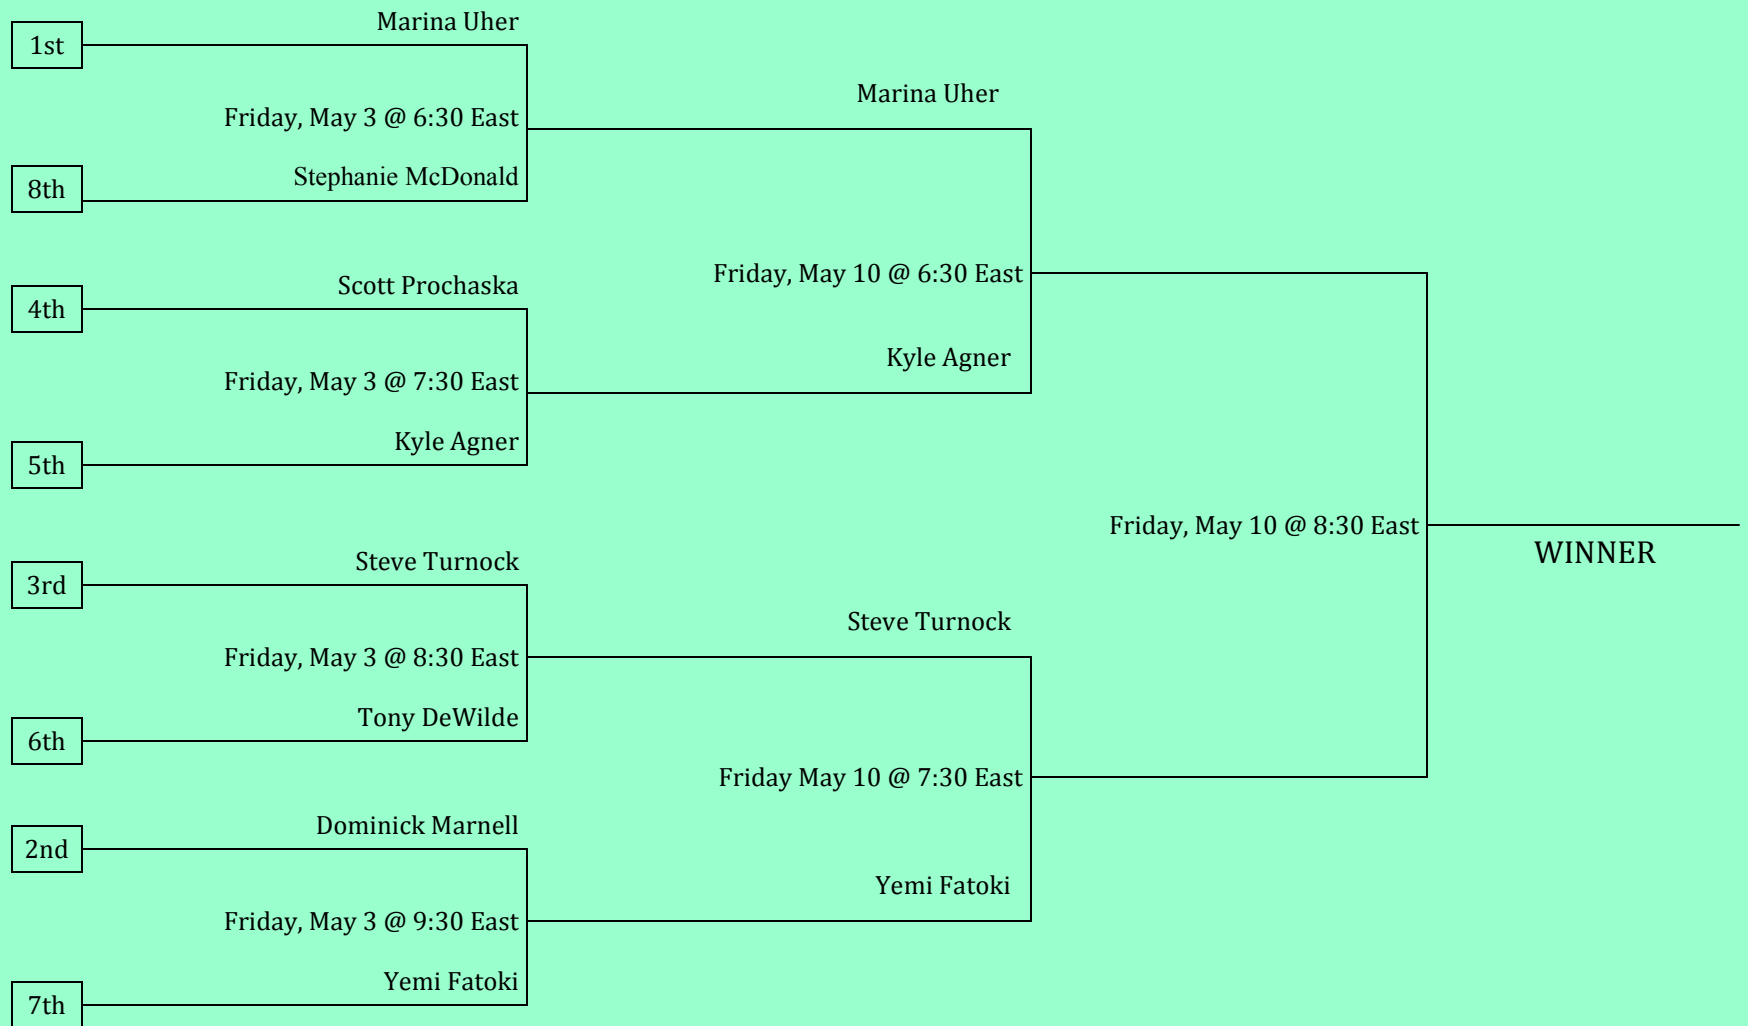 Marina Uher
1st
Marina Uher
Friday, May 3 @ 6:30 East
Stephanie McDonald
8th
Friday, May 10 @ 6:30 East
Scott Prochaska
4th
Kyle Agner
Friday, May 3 @ 7:30 East
Kyle Agner
5th
Friday, May 10 @ 8:30 East
WINNER
Steve Turnock
3rd
Steve Turnock
Friday, May 3 @ 8:30 East
Tony DeWilde
6th
Friday May 10 @ 7:30 East
Dominick Marnell
2nd
Yemi Fatoki
Friday, May 3 @ 9:30 East
Yemi Fatoki
7th